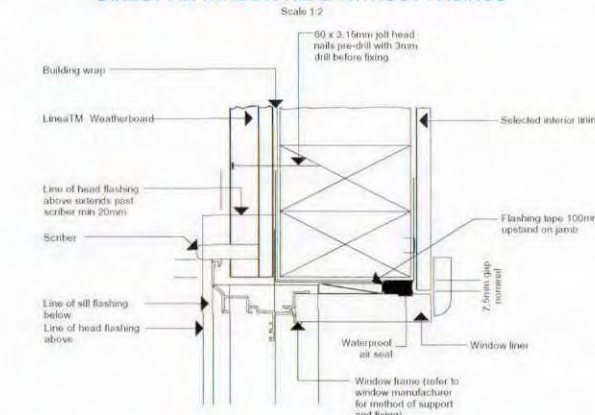 Scale 1:2
60 x 3.15mm jolt head
nails pre-drill with 3mm
drill before fixing
Building wrap
LineaTM Weatherboard
Selected interior linin
Line of head flashing
above extends past
scriber min 20mm
Scriber
Flashing tape 100mm
upstand on jamb
7.5mm gap
nominal
Line of sill flashing
below
Line of head flashing
above
Waterproof
air seal
Window liner
Window frame (refer to
window manufacturer
for method of support
and fixing)